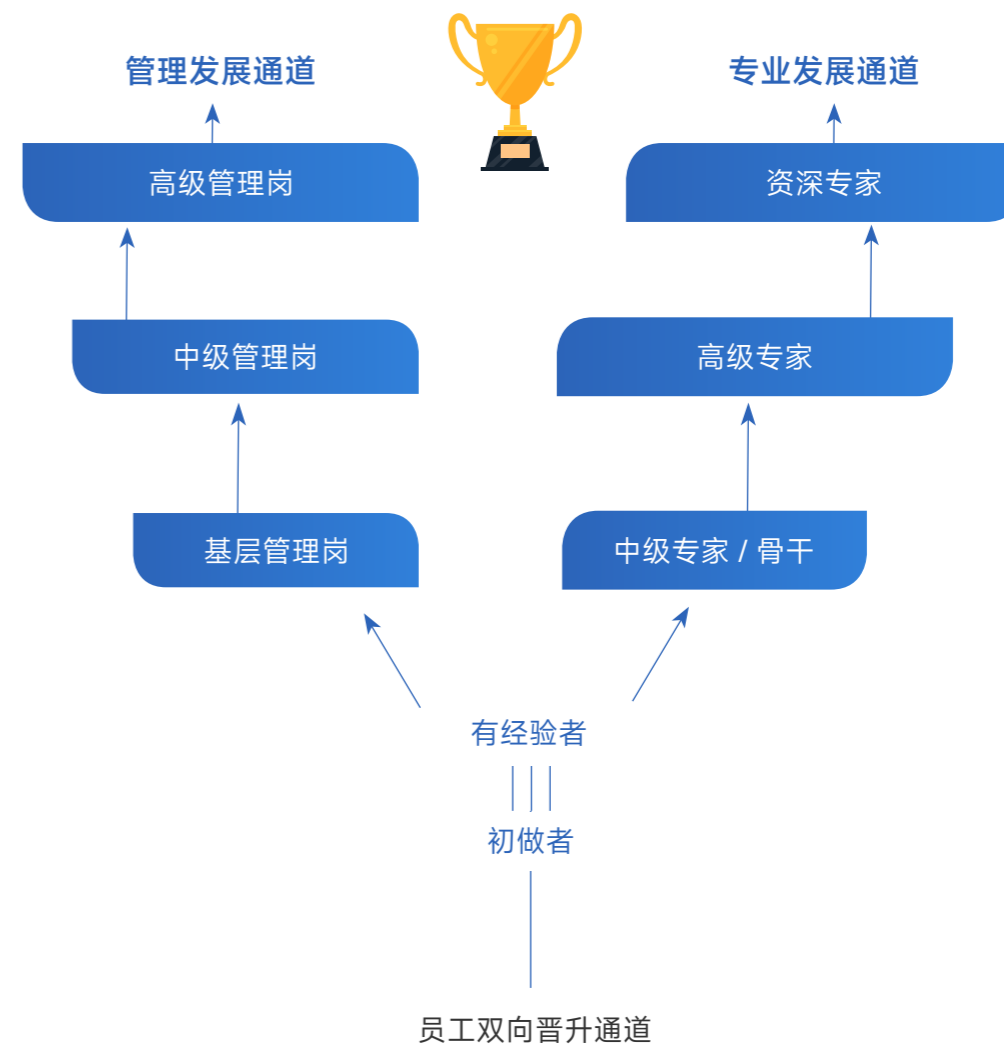 管理发展通道
专业发展通道
高级管理岗
资深专家
中级管理岗
高级专家
基层管理岗
中级专家 / 骨干
有经验者
初做者
员工双向晋升通道